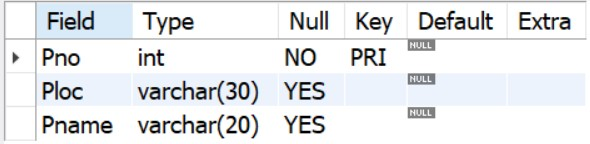 Field Type Null Key Default Extra
Pno int NO PRI NULL
Ploc varchar(30) YES NULL
Pname varchar(20) YES NULL